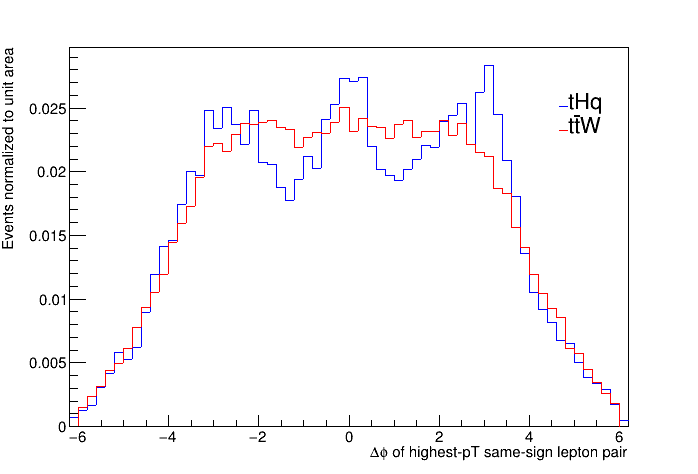 Events normalized to unit area
0.025
0.02
0.015
0.01
0.005
0
tHq
tt̄W
−6 −4 −2 0 2 4 6
Δϕ of highest-pT same-sign lepton pair